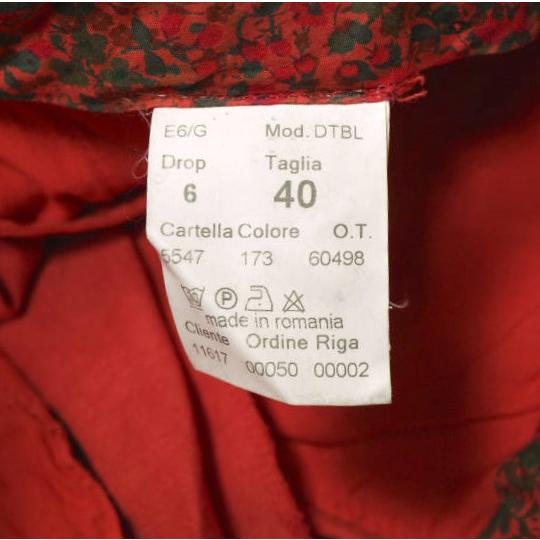 E6/G Mod. DTBL
Drop Taglia
6 40
Cartella Colore O.T.
5547 173 60498
P
made in romania
Cliente Ordine Riga
11617 00050 00002